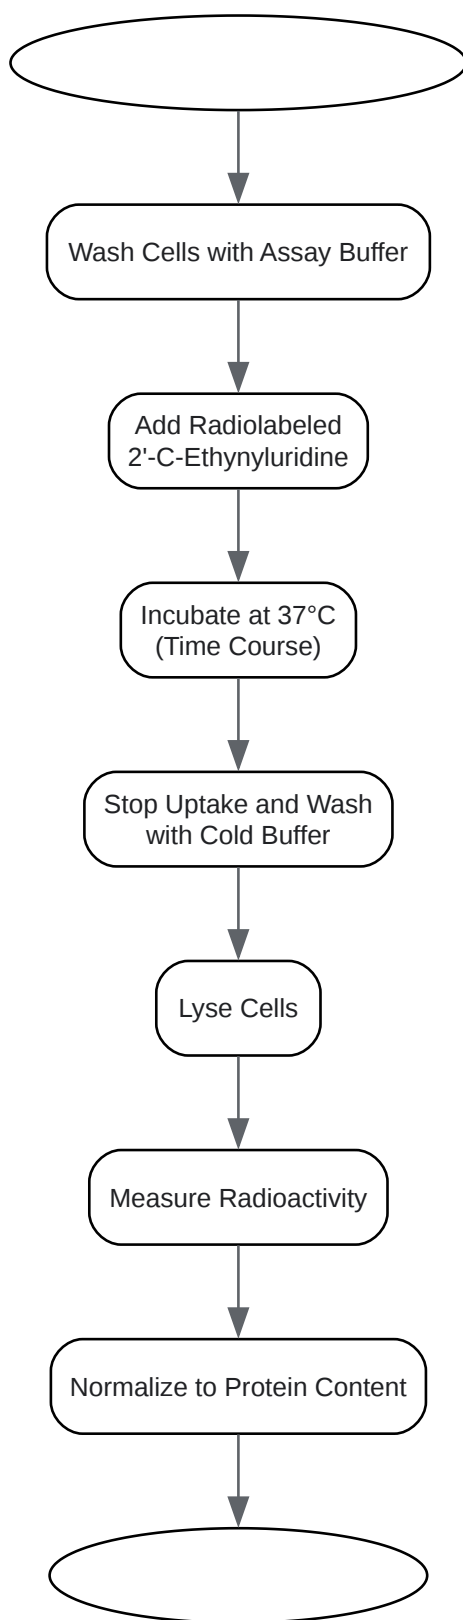 Wash Cells with Assay Buffer
Add Radiolabeled
2'-C-Ethynyluridine
Incubate at 37°C
(Time Course)
Stop Uptake and Wash
with Cold Buffer
Lyse Cells
Measure Radioactivity
Normalize to Protein Content